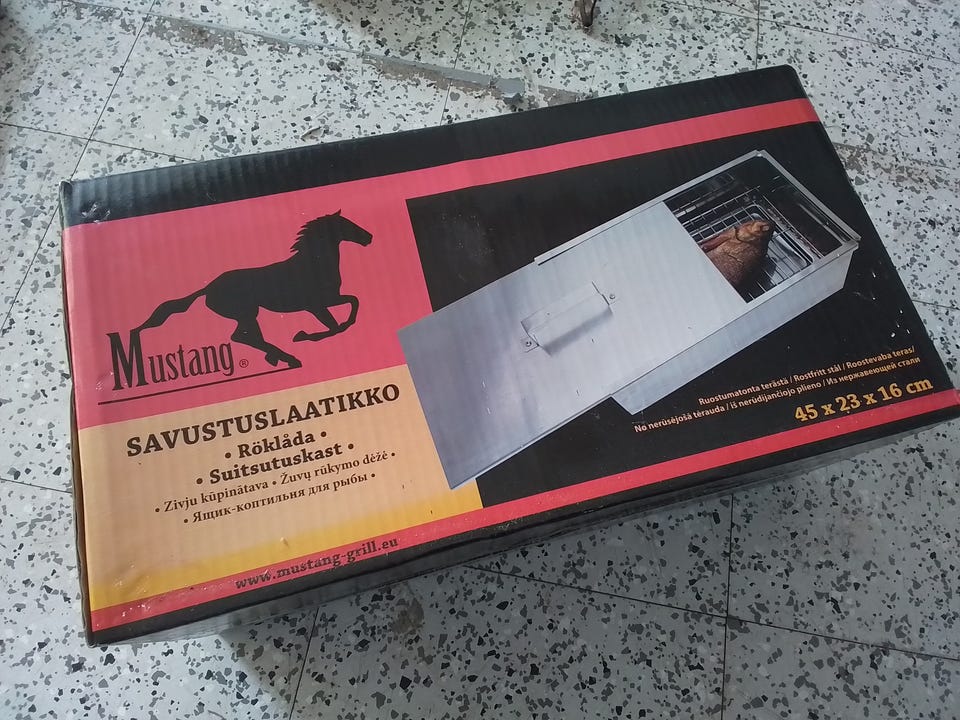 Mustang®
SAVUSTUSLAATIKKO
• Röklåda •
• Suitsutuskast •
• Zivju kūpinātava • Žuvų rūkymo dėžė •
• Ящик-коптильня для рыбы •
www.mustang-grill.eu
Ruostumatonta terästä / Rostfritt stål / Roostevaba teras/
No nerūsējošā tērauda / iš nerūdijančiojo plieno / Из нержавеющей стали
45 x 23 x 16 cm